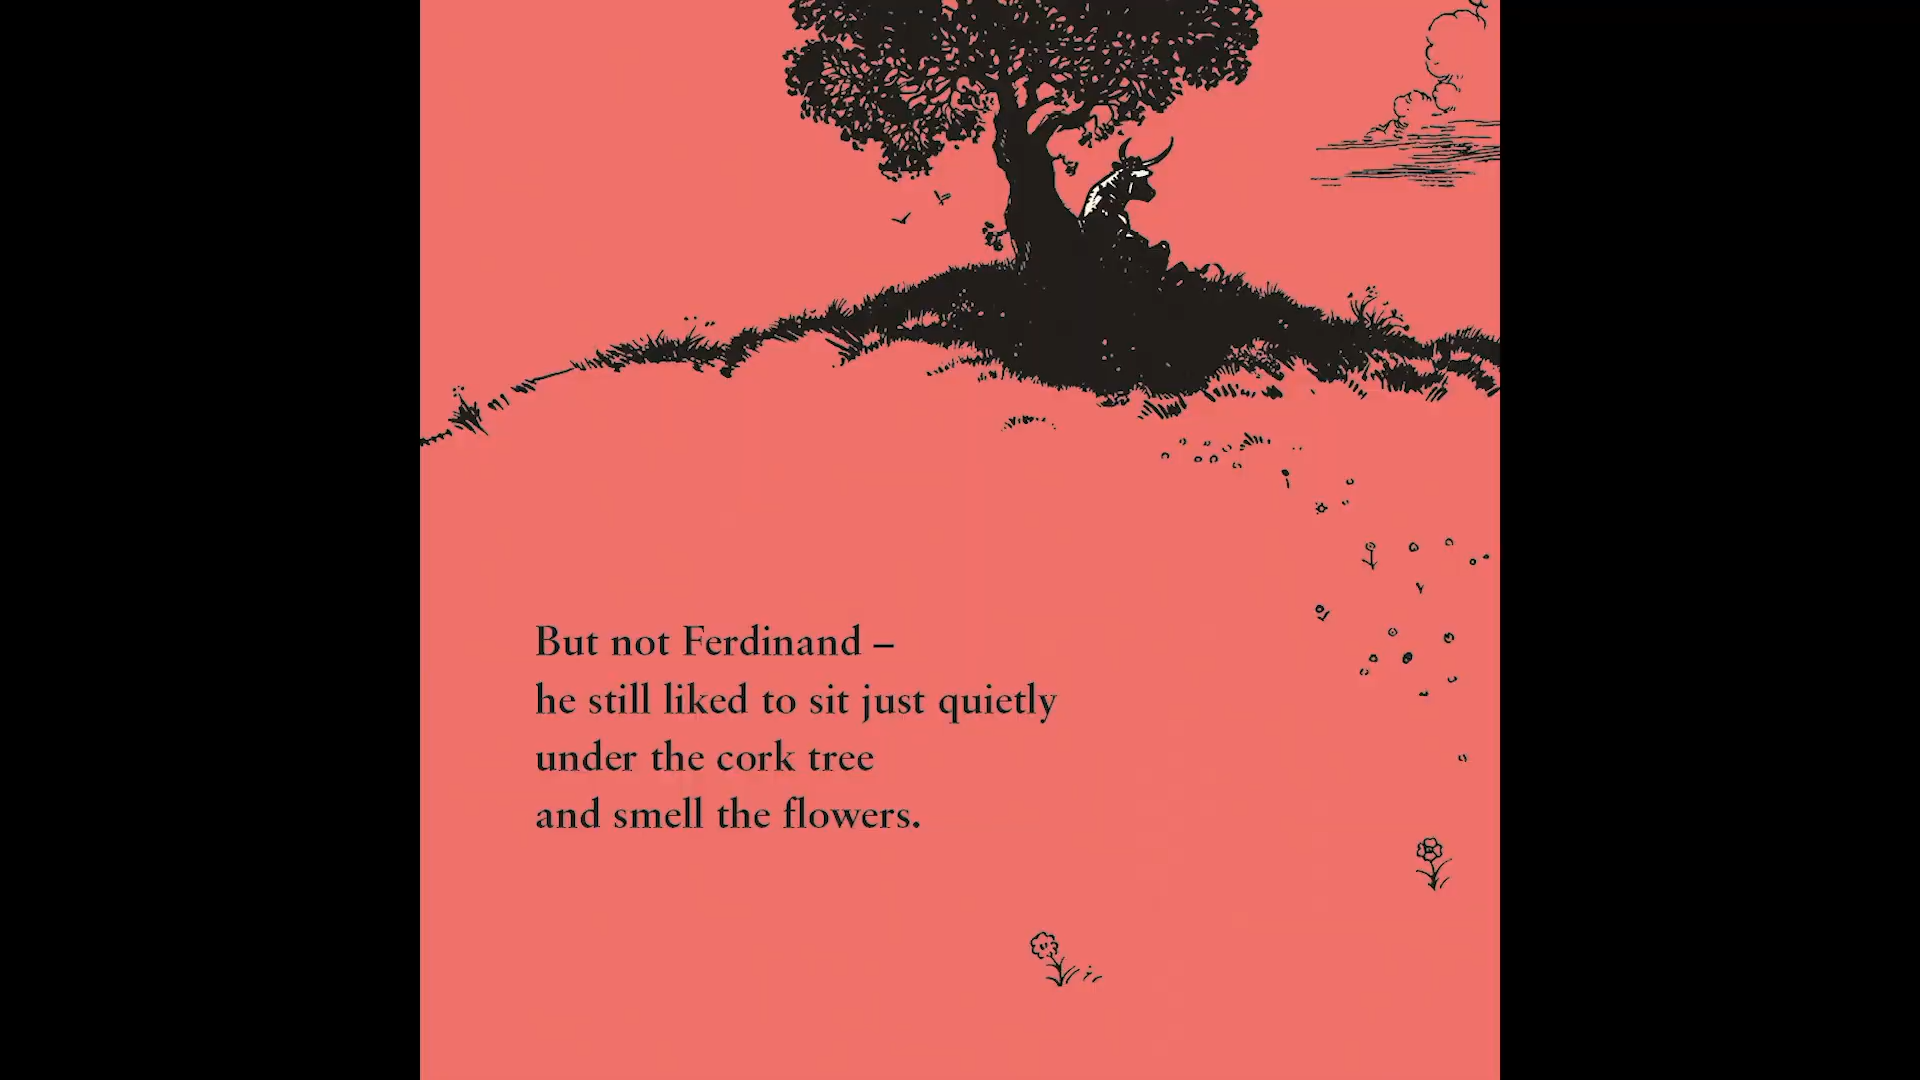 But not Ferdinand –
he still liked to sit just quietly
under the cork tree
and smell the flowers.